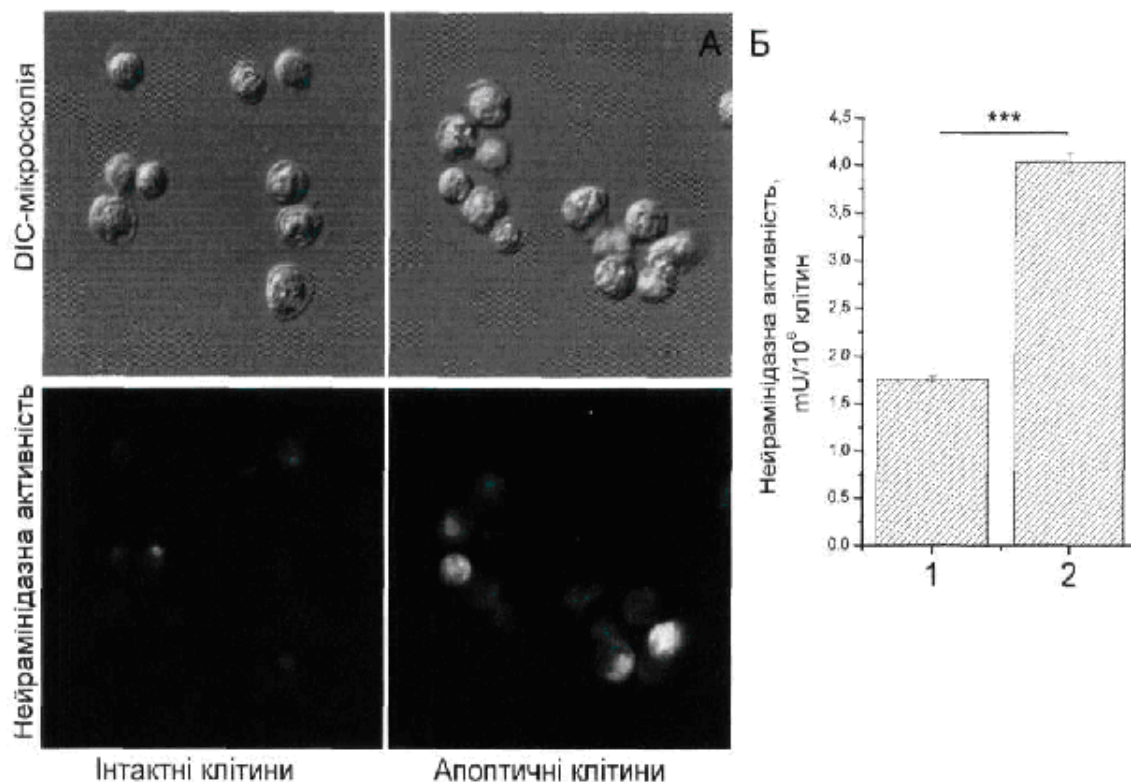 DIC-мікроскопія
А
Нейрамінідазна активність
Інтактні клітини
Апоптичні клітини
Б
Нейрамінідазна активність,
mU/10⁶ клітин
4,5
4,0
3,5
3,0
2,5
2,0
1,5
1,0
0,5
0,0
***
1
2